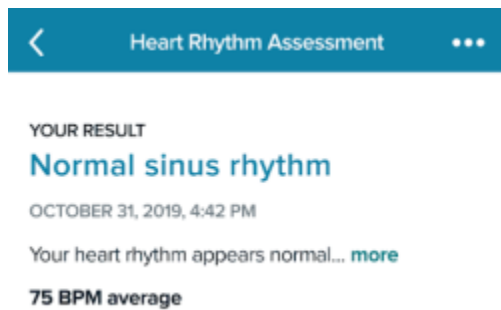 Heart Rhythm Assessment
YOUR RESULT
Normal sinus rhythm
OCTOBER 31, 2019, 4:42 PM
Your heart rhythm appears normal... more
75 BPM average